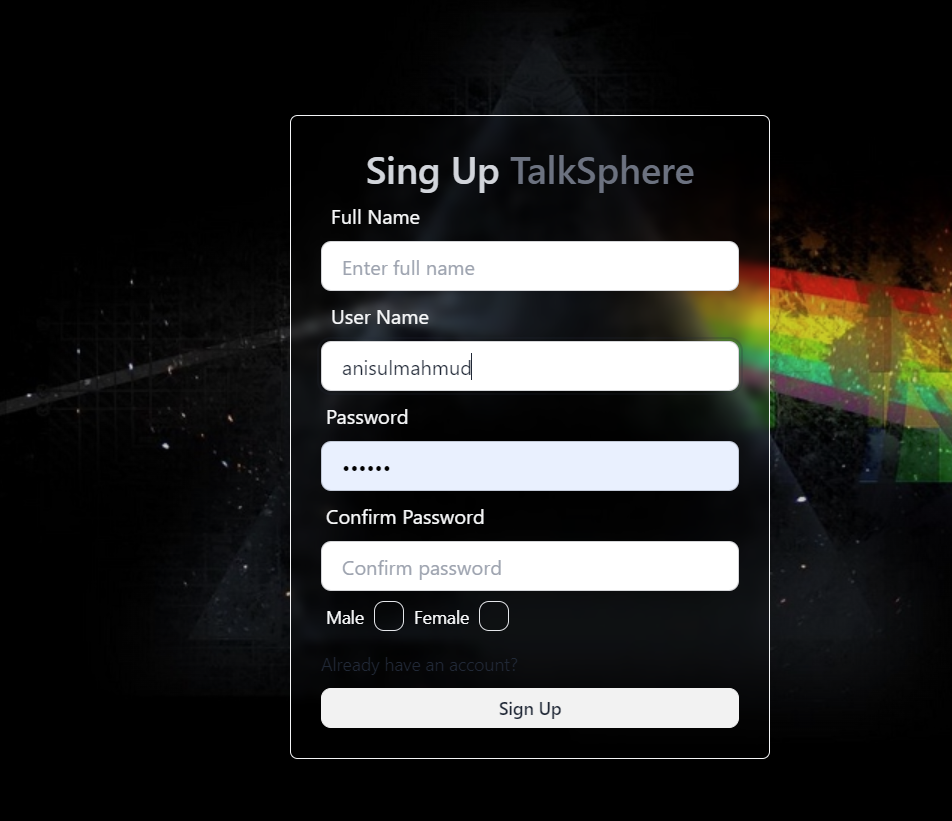 Sing Up TalkSphere
Full Name
Enter full name
User Name
anisulmahmud
Password
••••••
Confirm Password
Confirm password
Male Female
Already have an account?
Sign Up